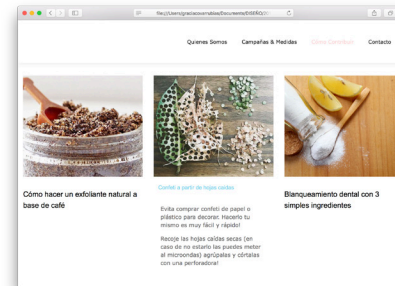 Quienes Somos Campañas & Medidas Cómo Contribuir Contacto
Cómo hacer un exfoliante natural a
base de café
Confeti a partir de hojas caídas
Evita comprar confeti de papel o
plástico para decorar. Hacerlo tu
mismo es muy fácil y rápido!
Recoje las hojas caídas secas (en
caso de no estarlo las puedes meter
al microondas) agrúpalas y córtalas
con una perforadora!
Blanqueamiento dental con 3
simples ingredientes